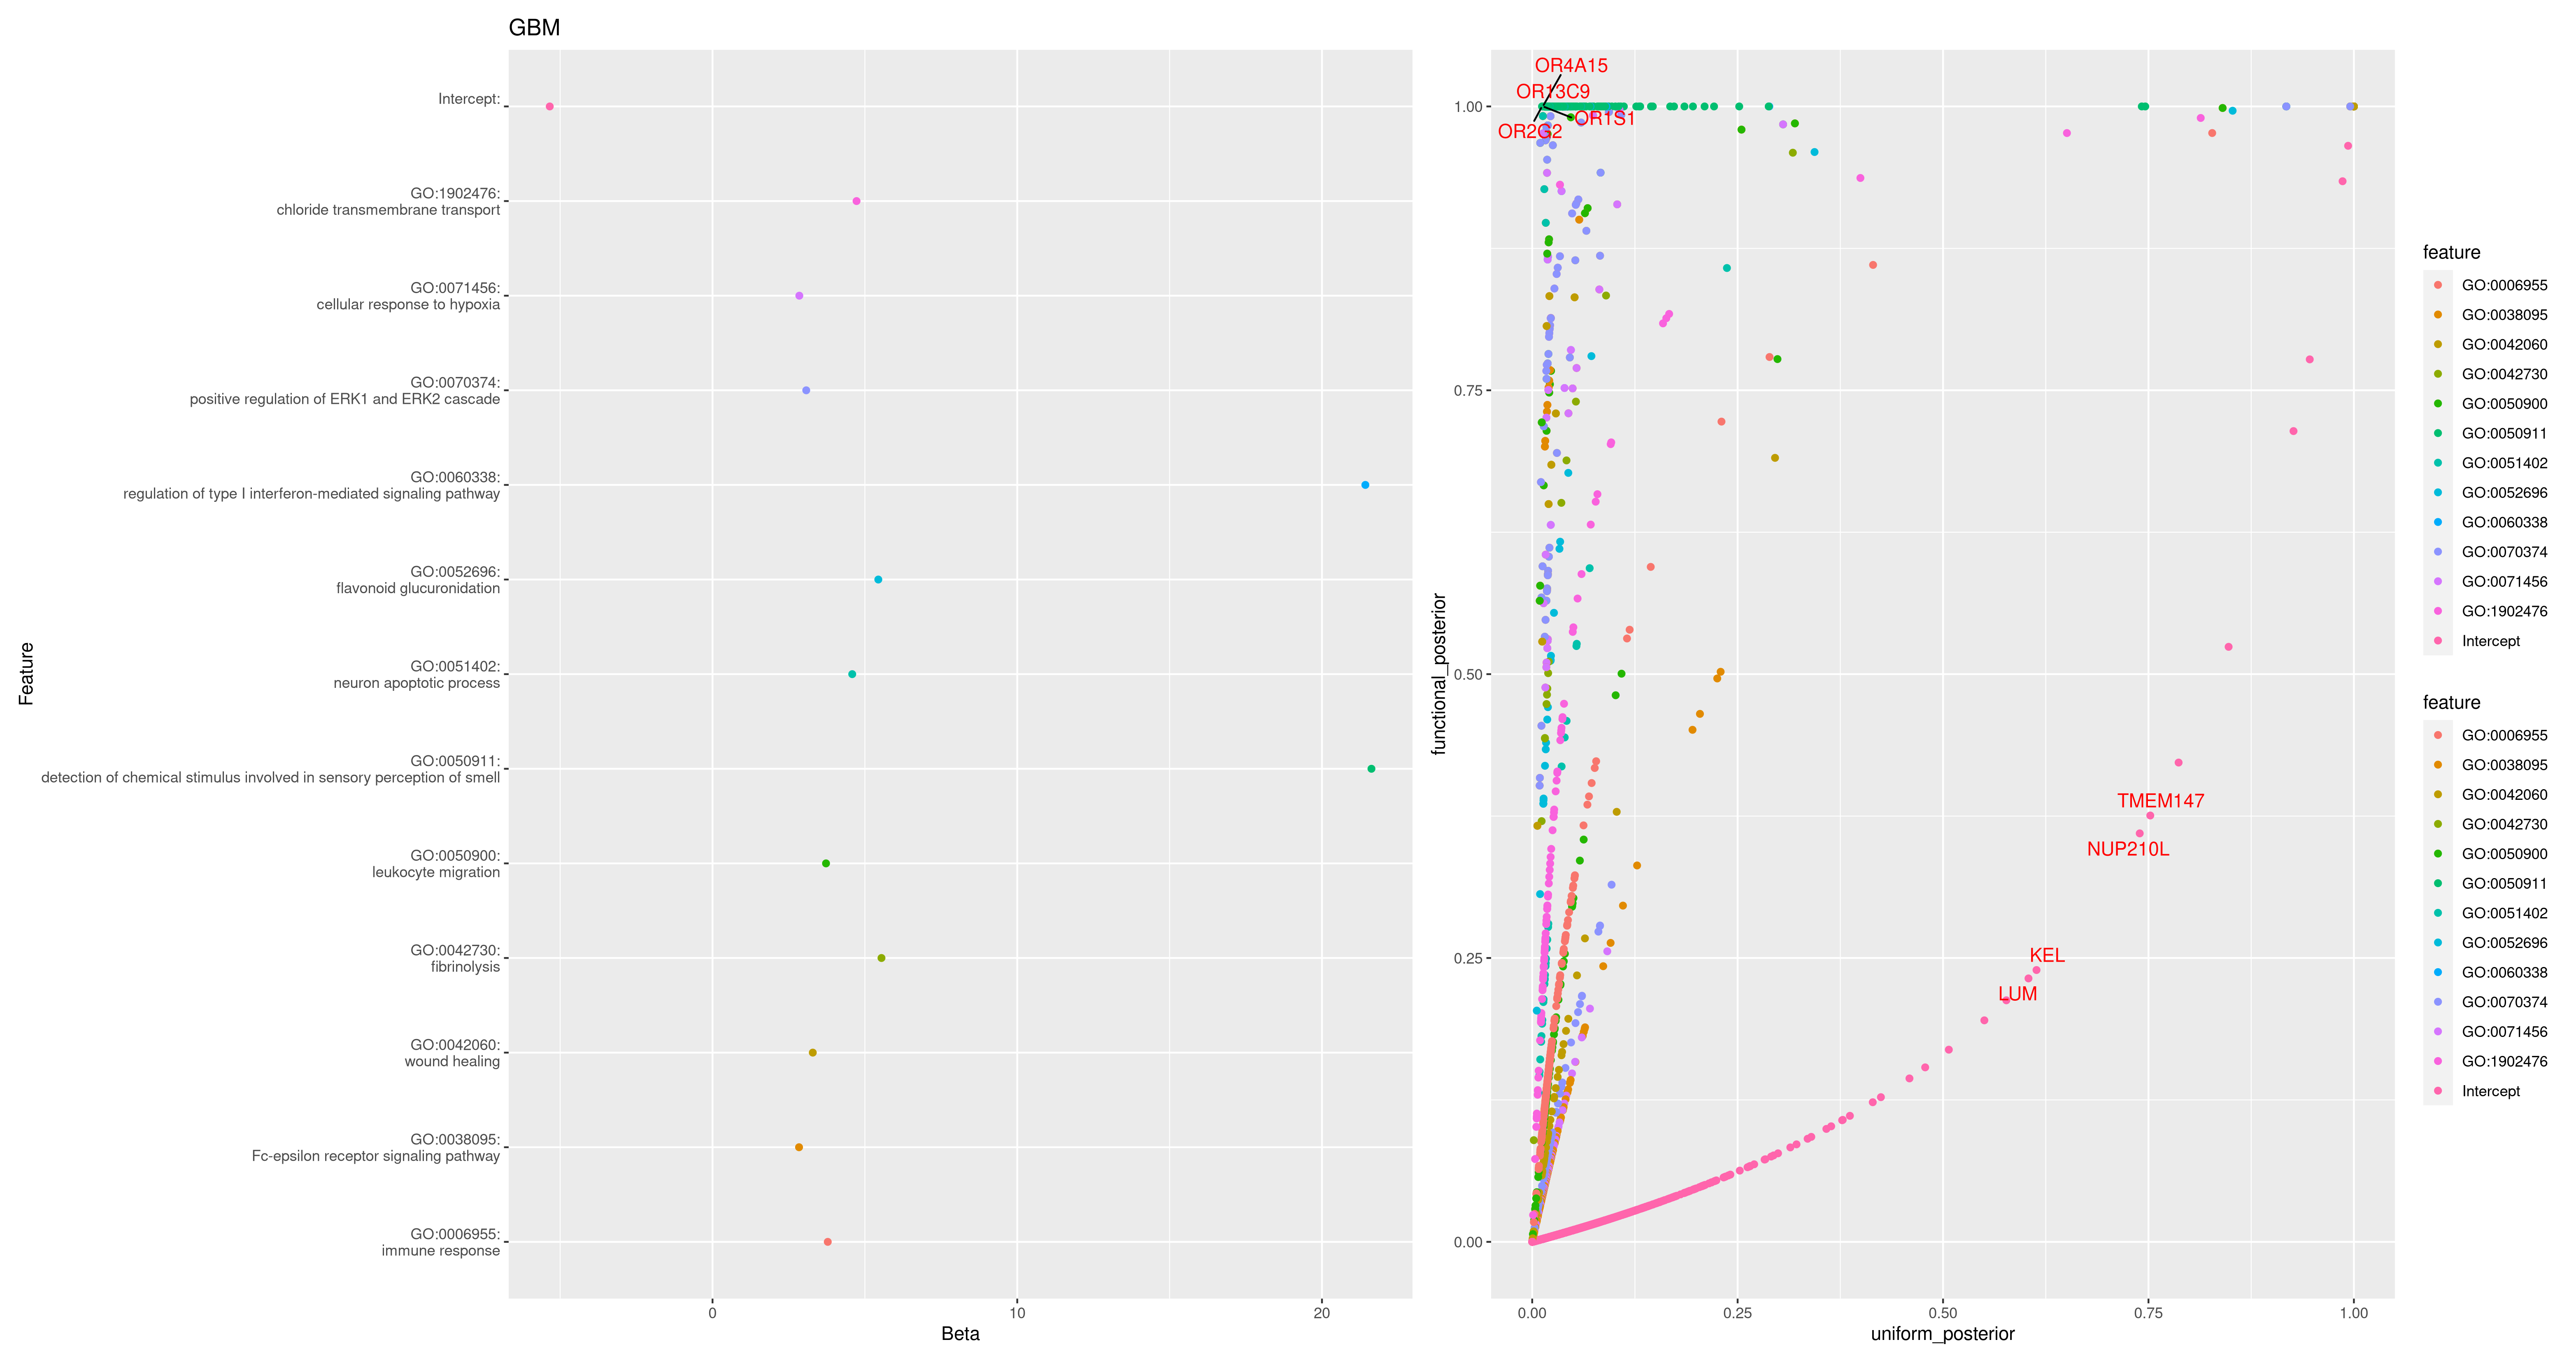 GBM
Feature
Intercept:
GO:1902476:
chloride transmembrane transport
GO:0071456:
cellular response to hypoxia
GO:0070374:
positive regulation of ERK1 and ERK2 cascade
GO:0060338:
regulation of type I interferon-mediated signaling pathway
GO:0052696:
flavonoid glucuronidation
GO:0051402:
neuron apoptotic process
GO:0050911:
detection of chemical stimulus involved in sensory perception of smell
GO:0050900:
leukocyte migration
GO:0042730:
fibrinolysis
GO:0042060:
wound healing
GO:0038095:
Fc-epsilon receptor signaling pathway
GO:0006955:
immune response
0 10 20
Beta
functional_posterior
1.00
0.75
0.50
0.25
0.00
OR4A15
OR13C9
OR1S1
OR2G2
TMEM147
NUP210L
KEL
LUM
0.00 0.25 0.50 0.75 1.00
uniform_posterior
feature
GO:0006955
GO:0038095
GO:0042060
GO:0042730
GO:0050900
GO:0050911
GO:0051402
GO:0052696
GO:0060338
GO:0070374
GO:0071456
GO:1902476
Intercept
feature
GO:0006955
GO:0038095
GO:0042060
GO:0042730
GO:0050900
GO:0050911
GO:0051402
GO:0052696
GO:0060338
GO:0070374
GO:0071456
GO:1902476
Intercept